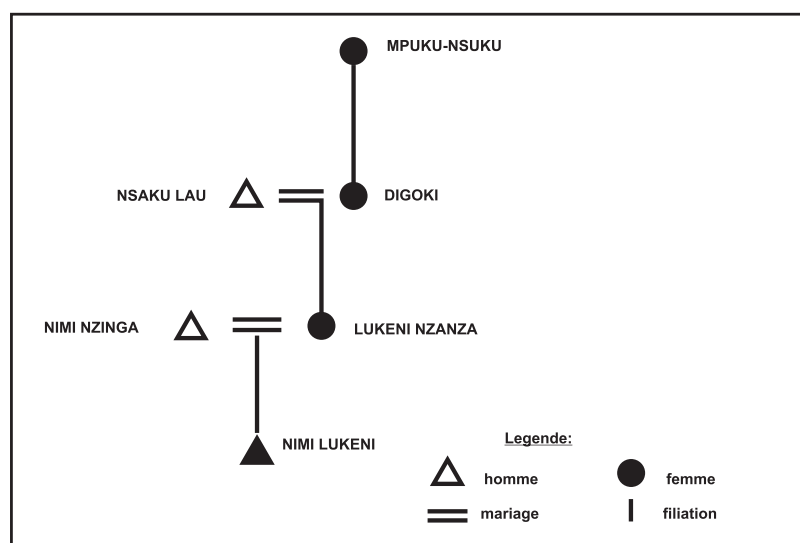 MPUKU-NSUKU
NSAKU LAU
DIGOKI
NIMI NZINGA
LUKENI NZANZA
NIMI LUKENI
Legende:
homme
femme
mariage
filiation